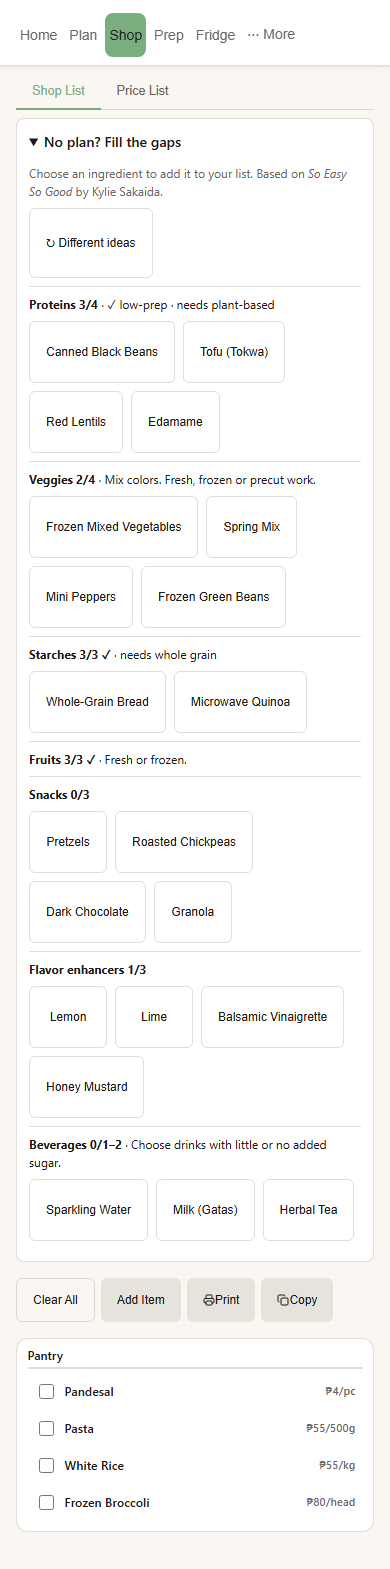 Home Plan Shop Prep Fridge ··· More
Shop List Price List
▼ No plan? Fill the gaps
Choose an ingredient to add it to your list. Based on So Easy
So Good by Kylie Sakaida.
↻ Different ideas
Proteins 3/4 · ✓ low-prep · needs plant-based
Canned Black Beans Tofu (Tokwa)
Red Lentils Edamame
Veggies 2/4 · Mix colors. Fresh, frozen or precut work.
Frozen Mixed Vegetables Spring Mix
Mini Peppers Frozen Green Beans
Starches 3/3 ✓ · needs whole grain
Whole-Grain Bread Microwave Quinoa
Fruits 3/3 ✓ · Fresh or frozen.
Snacks 0/3
Pretzels Roasted Chickpeas
Dark Chocolate Granola
Flavor enhancers 1/3
Lemon Lime Balsamic Vinaigrette
Honey Mustard
Beverages 0/1–2 · Choose drinks with little or no added
sugar.
Sparkling Water Milk (Gatas) Herbal Tea
Clear All Add Item Print Copy
Pantry
Pandesal ₱4/pc
Pasta ₱55/500g
White Rice ₱55/kg
Frozen Broccoli ₱80/head